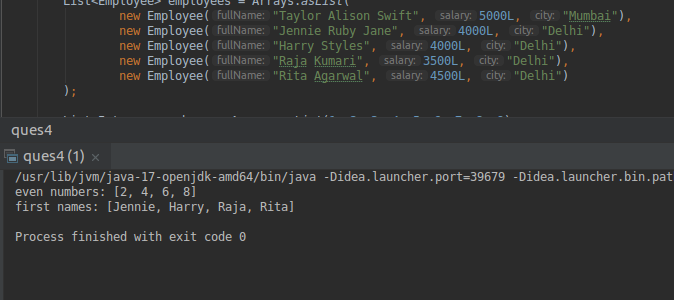 List<Employee> employees = Arrays.asList(
new Employee( fullName: "Taylor Alison Swift", salary: 5000L, city: "Mumbai"),
new Employee( fullName: "Jennie Ruby Jane", salary: 4000L, city: "Delhi"),
new Employee( fullName: "Harry Styles", salary: 4000L, city: "Delhi"),
new Employee( fullName: "Raja Kumari", salary: 3500L, city: "Delhi"),
new Employee( fullName: "Rita Agarwal", salary: 4500L, city: "Delhi")
);
ques4
ques4 (1) ×
/usr/lib/jvm/java-17-openjdk-amd64/bin/java -Didea.launcher.port=39679 -Didea.launcher.bin.pat
even numbers: [2, 4, 6, 8]
first names: [Jennie, Harry, Raja, Rita]
Process finished with exit code 0